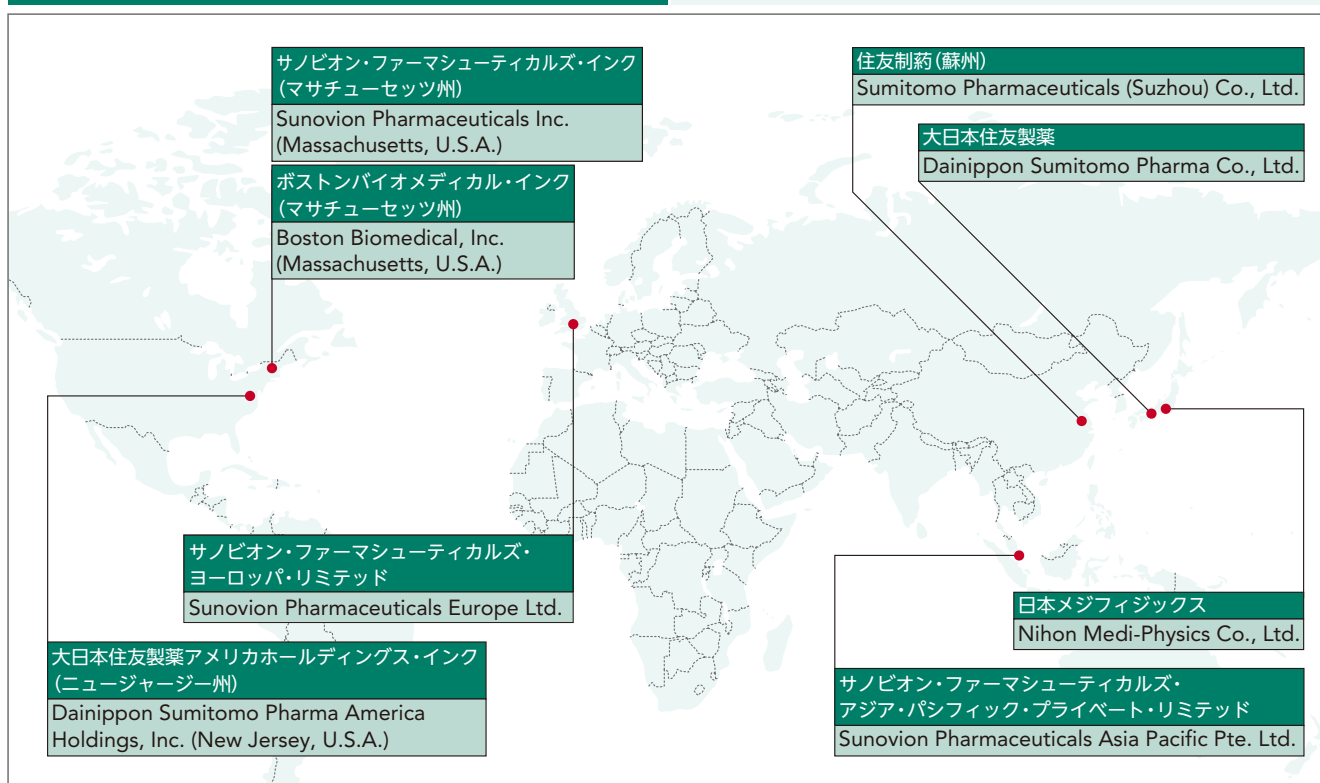 サノビオン・ファーマシューティカルズ・インク
(マサチューセッツ州)
Sunovion Pharmaceuticals Inc.
(Massachusetts, U.S.A.)
ボストンバイオメディカル・インク
(マサチューセッツ州)
Boston Biomedical, Inc.
(Massachusetts, U.S.A.)
住友制葯(蘇州)
Sumitomo Pharmaceuticals (Suzhou) Co., Ltd.
大日本住友製薬
Dainippon Sumitomo Pharma Co., Ltd.
サノビオン・ファーマシューティカルズ・
ヨーロッパ・リミテッド
Sunovion Pharmaceuticals Europe Ltd.
大日本住友製薬アメリカホールディングス・インク
(ニュージャージー州)
Dainippon Sumitomo Pharma America
Holdings, Inc. (New Jersey, U.S.A.)
日本メジフィジックス
Nihon Medi-Physics Co., Ltd.
サノビオン・ファーマシューティカルズ・
アジア・パシフィック・プライベート・リミテッド
Sunovion Pharmaceuticals Asia Pacific Pte. Ltd.